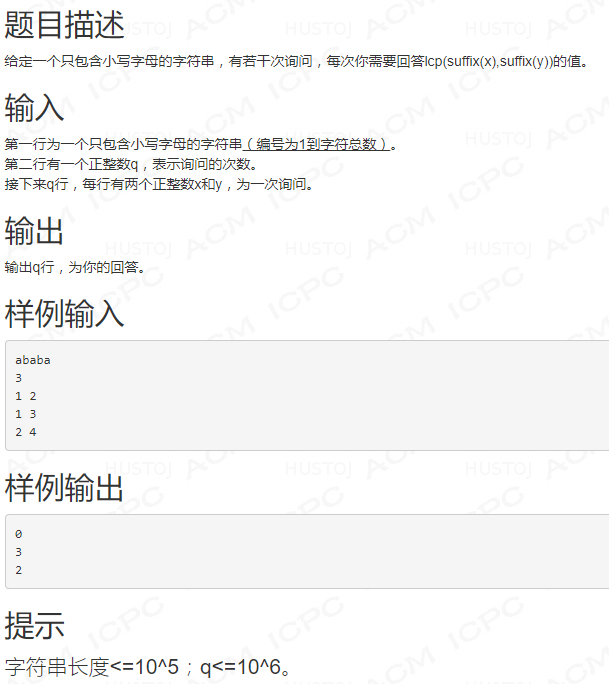 题目描述
给定一个只包含小写字母的字符串，有若干次询问，每次你需要回答lcp(suffix(x),suffix(y))的值。
输入
第一行为一个只包含小写字母的字符串（编号为1到字符总数）。
第二行有一个正整数q，表示询问的次数。
接下来q行，每行有两个正整数x和y，为一次询问。
输出
输出q行，为你的回答。
样例输入
ababa
3
1 2
1 3
2 4
样例输出
0
3
2
提示
字符串长度<=10^5；q<=10^6。
HUSTOJ
ACM ICPC